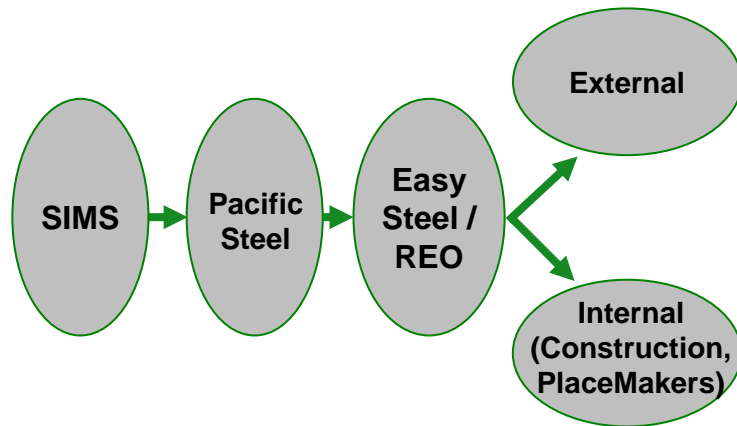 SIMS
Pacific
Steel
Easy
Steel /
REO
External
Internal
(Construction,
PlaceMakers)